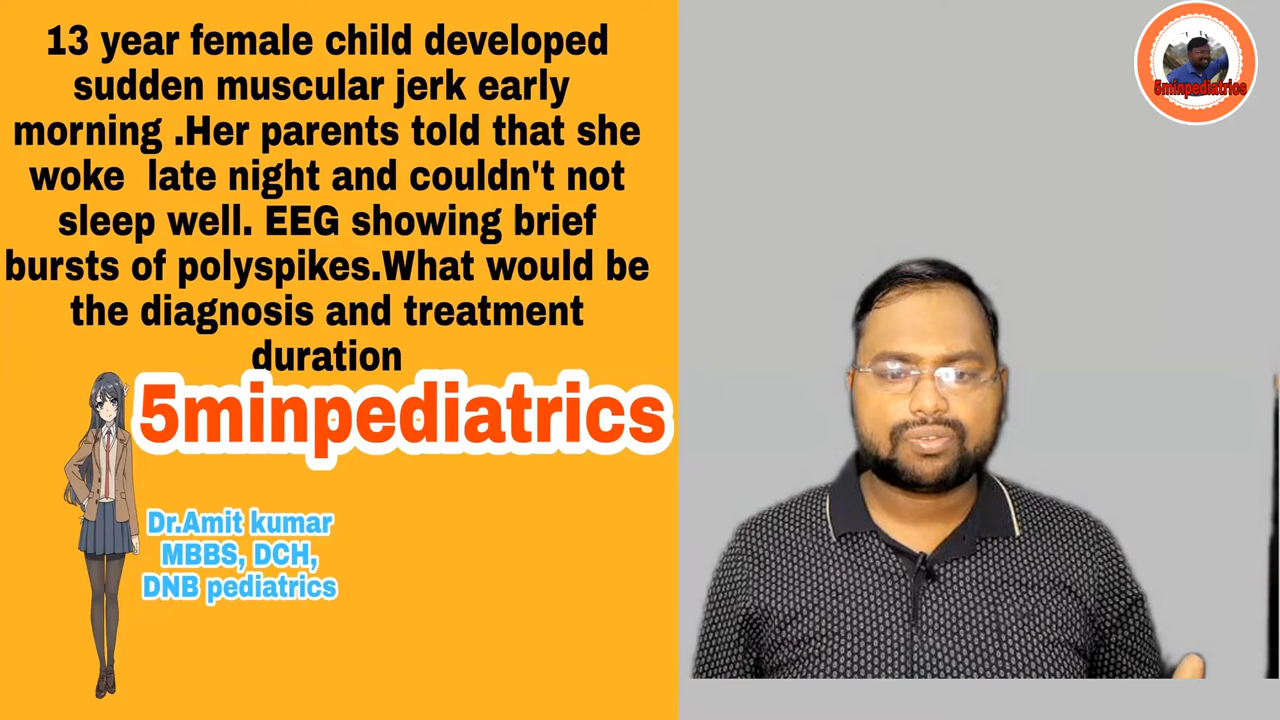 13 year female child developed
sudden muscular jerk early
morning .Her parents told that she
woke  late night and couldn't not
sleep well. EEG showing brief
bursts of polyspikes.What would be
the diagnosis and treatment
duration
5minpediatrics
Dr.Amit kumar
MBBS, DCH,
DNB pediatrics
5minpediatrics